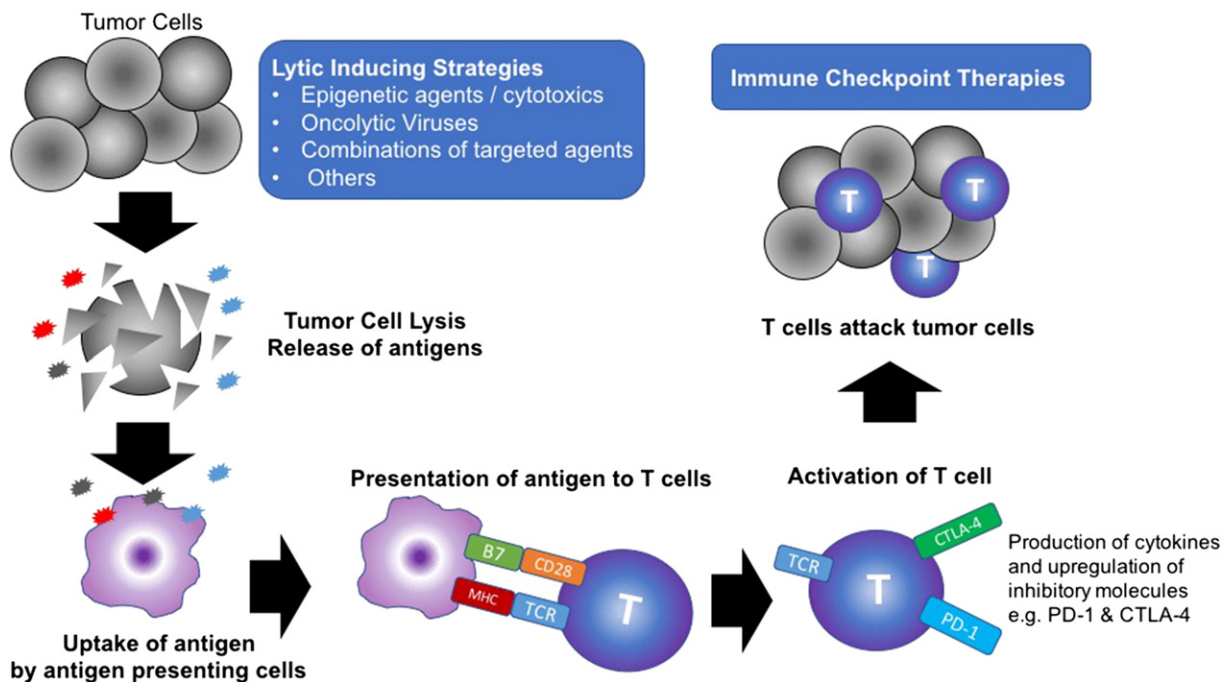 Tumor Cells
Lytic Inducing Strategies
• Epigenetic agents / cytotoxics
• Oncolytic Viruses
• Combinations of targeted agents
• Others
Immune Checkpoint Therapies
T
T
T
T cells attack tumor cells
Tumor Cell Lysis
Release of antigens
Presentation of antigen to T cells
Activation of T cell
B7
CD28
MHC
TCR
T
TCR
T
CTLA-4
PD-1
Production of cytokines
and upregulation of
inhibitory molecules
e.g. PD-1 & CTLA-4
Uptake of antigen
by antigen presenting cells